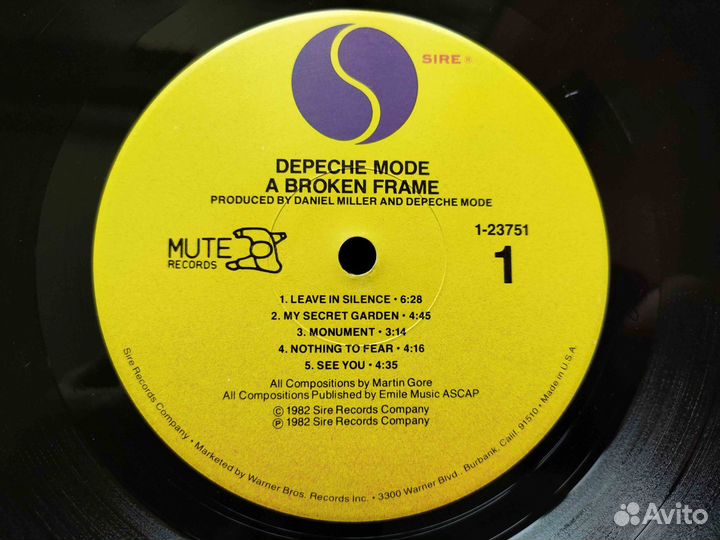 SIRE ®
DEPECHE MODE
A BROKEN FRAME
PRODUCED BY DANIEL MILLER AND DEPECHE MODE
MUTE
RECORDS
1-23751
1
1. LEAVE IN SILENCE • 6:28
2. MY SECRET GARDEN • 4:45
3. MONUMENT • 3:14
4. NOTHING TO FEAR • 4:16
5. SEE YOU • 4:35
All Compositions by Martin Gore
All Compositions Published by Emile Music ASCAP
© 1982 Sire Records Company
℗ 1982 Sire Records Company
Sire Records Company • Marketed by Warner Bros. Records Inc. • 3300 Warner Blvd., Burbank, Calif. 91510 • Made in U.S.A.
Avito